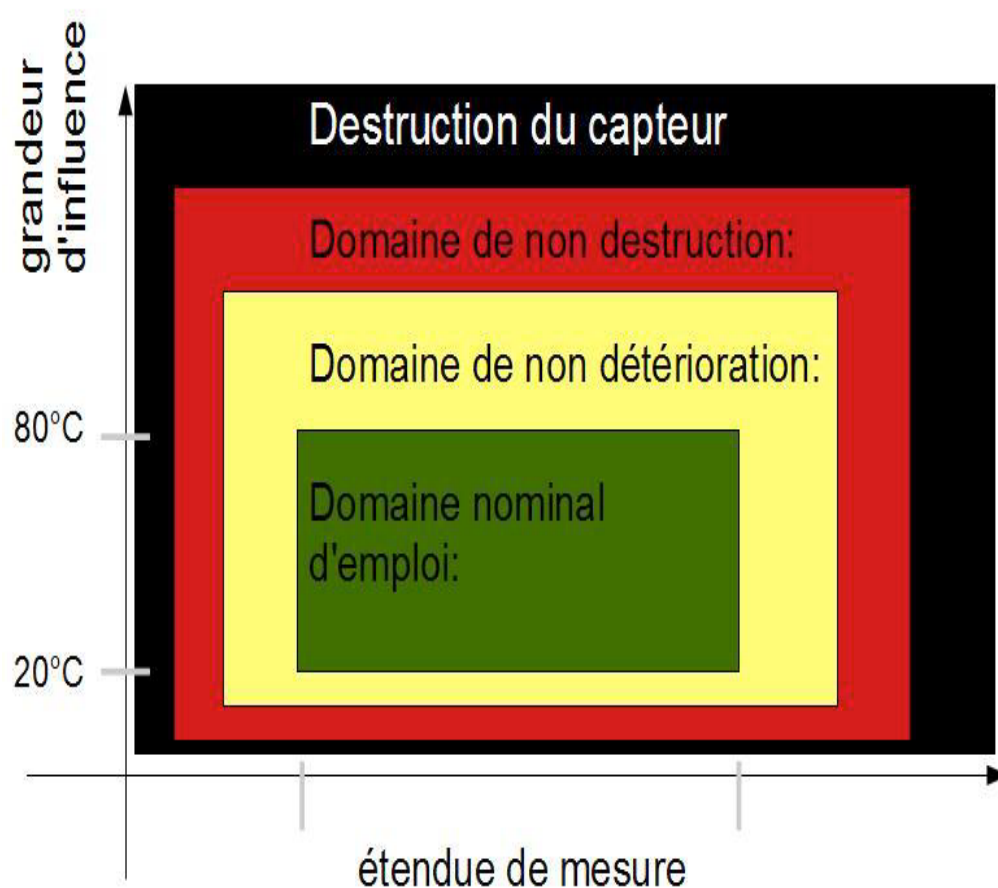 grandeur
d'influence
Destruction du capteur
Domaine de non destruction:
Domaine de non détérioration:
80°C
Domaine nominal
d'emploi:
20°C
étendue de mesure